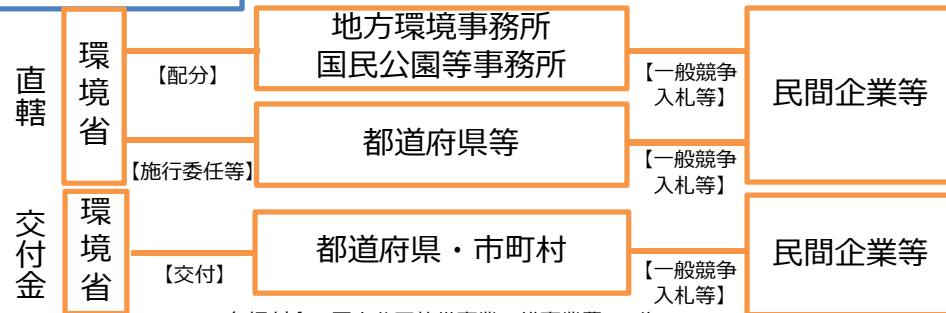 直轄
環境省
【配分】
地方環境事務所
国民公園等事務所
【一般競争
入札等】
民間企業等
【施行委任等】
都道府県等
【一般競争
入札等】
交付金
環境省
【交付】
都道府県・市町村
【一般競争
入札等】
民間企業等